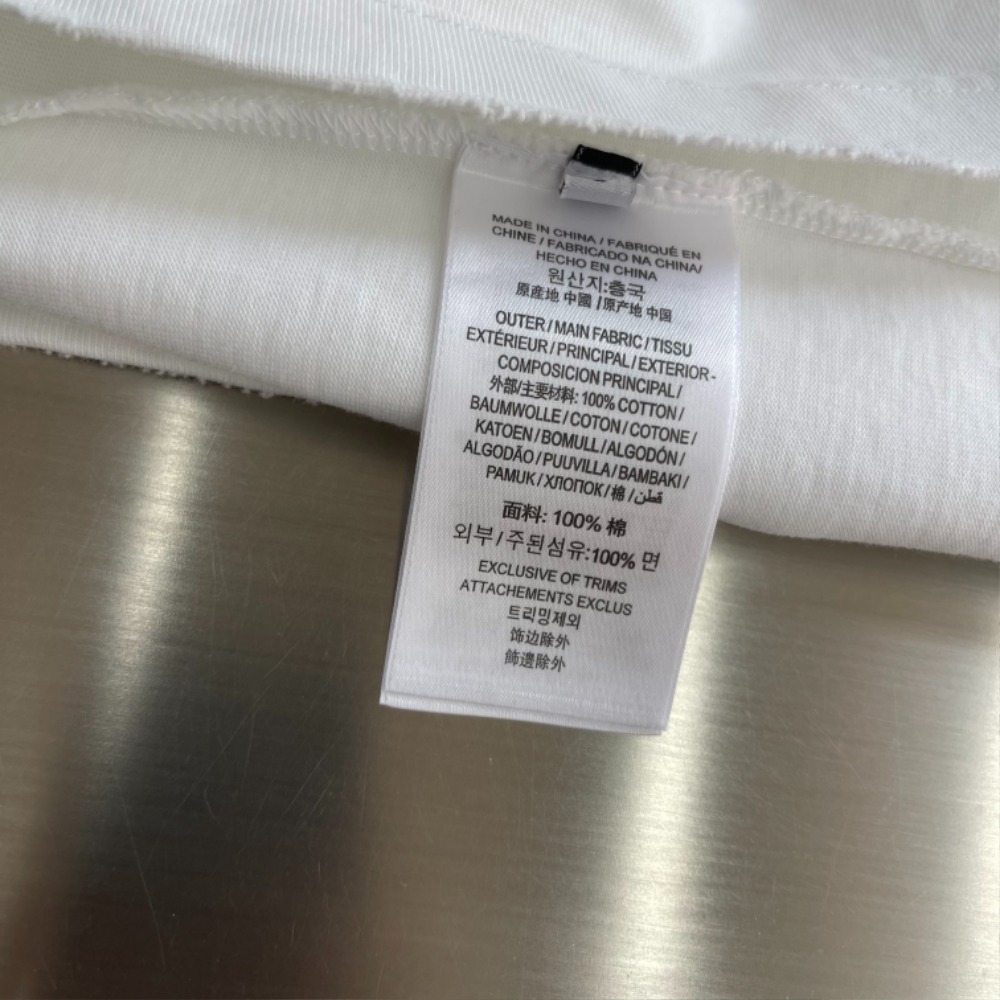 MADE IN CHINA / FABRIQUÉ EN
CHINE / FABRICADO NA CHINA/
HECHO EN CHINA
원산지:충국
原産地 中國 / 原产地 中国
OUTER / MAIN FABRIC / TISSU
EXTÉRIEUR / PRINCIPAL / EXTERIOR-
COMPOSICION PRINCIPAL /
外部/主要材料: 100% COTTON /
BAUMWOLLE / COTON / COTONE /
KATOEN / BOMULL / ALGODÓN /
ALGODÃO / PUUVILLA / BAMBAKI /
PAMUK / ХЛОПОК / 棉 / قطن
面料: 100% 棉
외부 / 주된섬유:100% 면
EXCLUSIVE OF TRIMS
ATTACHEMENTS EXCLUS
트리밍제외
饰边除外
飾邊除外